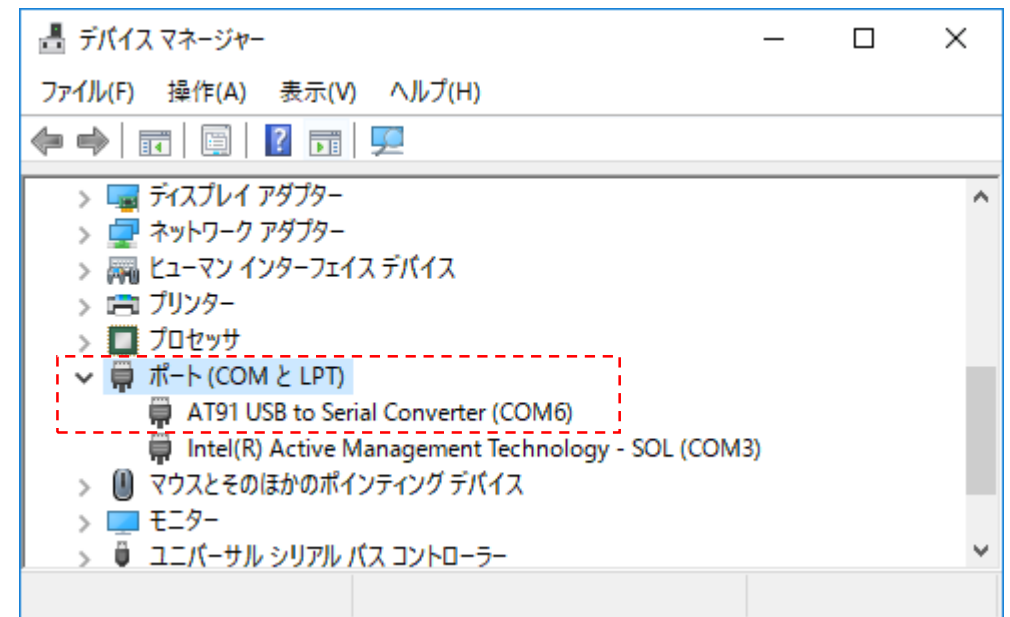 デバイス マネージャー
ファイル(F) 操作(A) 表示(V) ヘルプ(H)
ディスプレイ アダプター
ネットワーク アダプター
ヒューマン インターフェイス デバイス
プリンター
プロセッサ
ポート (COM と LPT)
AT91 USB to Serial Converter (COM6)
Intel(R) Active Management Technology - SOL (COM3)
マウスとそのほかのポインティング デバイス
モニター
ユニバーサル シリアル バス コントローラー